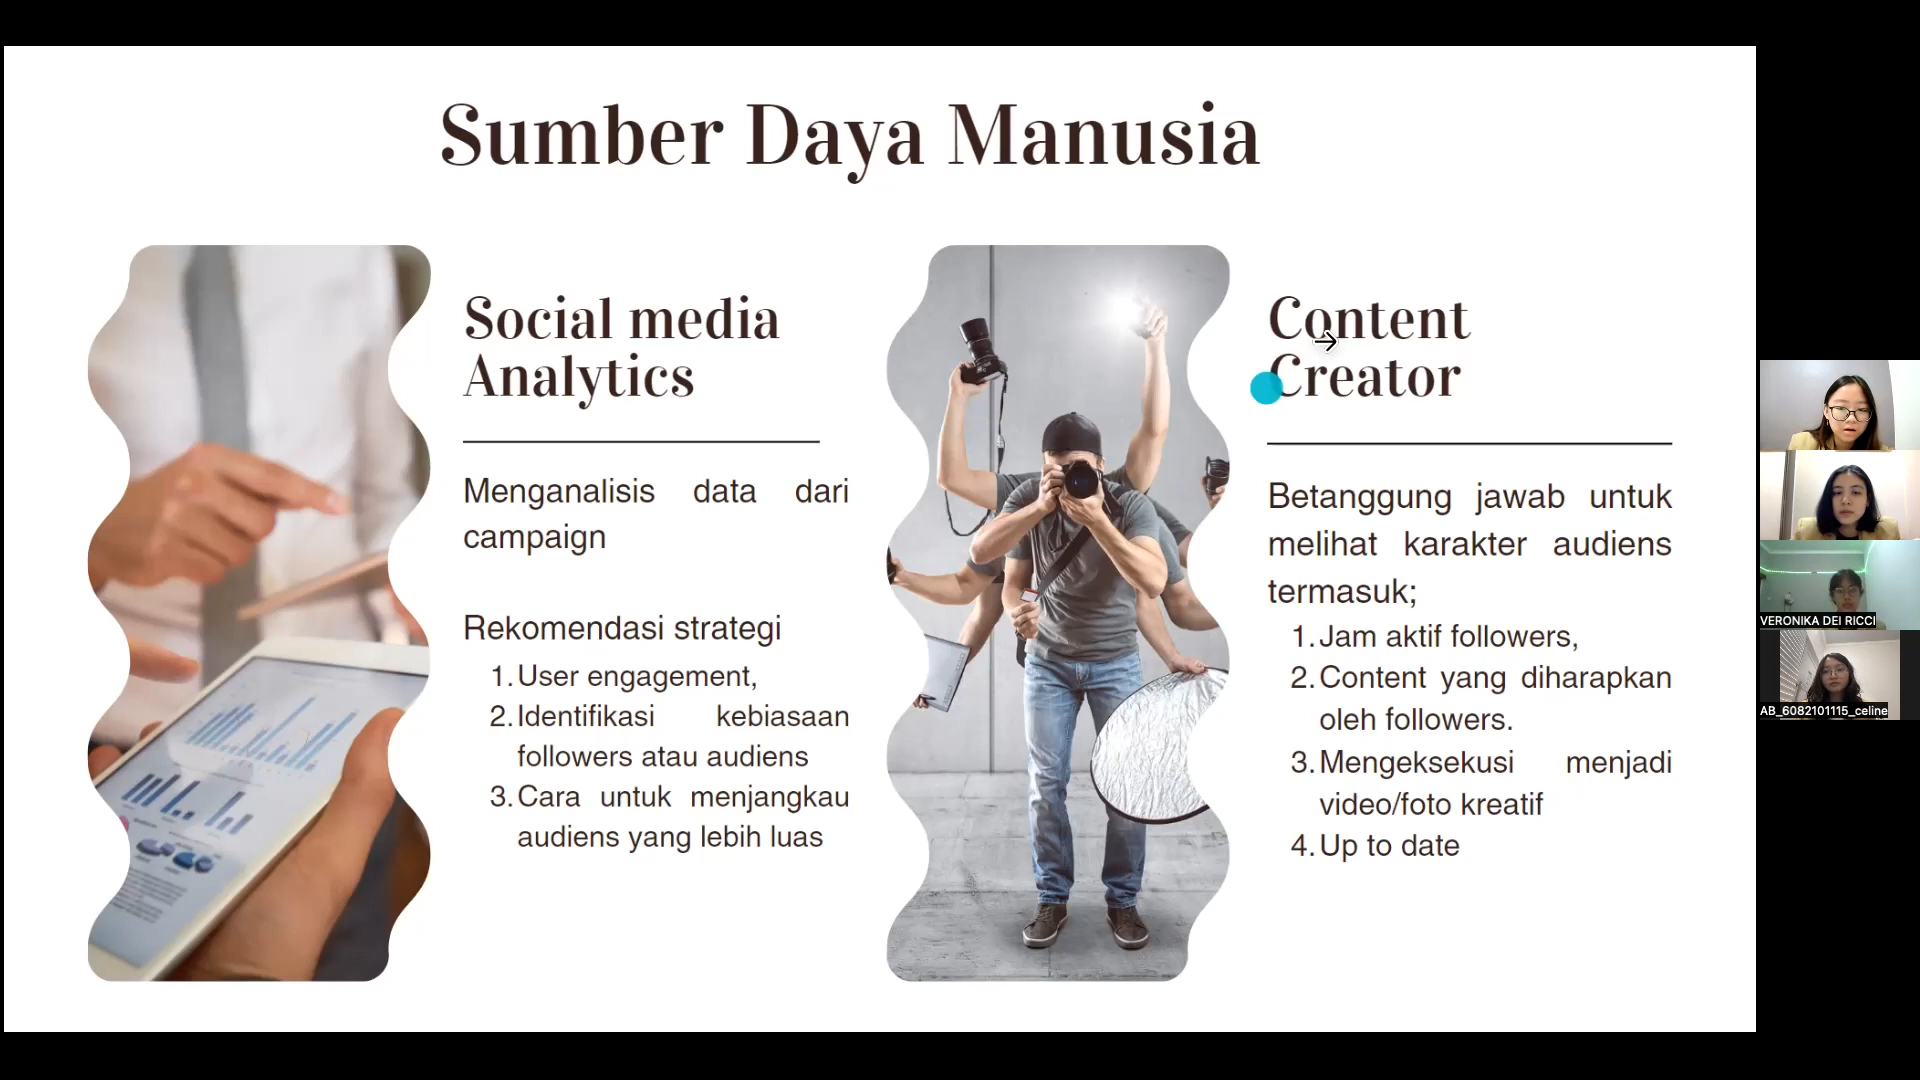 Sumber Daya Manusia
Social media
Analytics
Menganalisis data dari
campaign
Rekomendasi strategi
1. User engagement,
2. Identifikasi kebiasaan
followers atau audiens
3. Cara untuk menjangkau
audiens yang lebih luas
Content
Creator
Betanggung jawab untuk
melihat karakter audiens
termasuk;
1. Jam aktif followers,
2. Content yang diharapkan
oleh followers.
3. Mengeksekusi menjadi
video/foto kreatif
4. Up to date
VERONIKA DEI RICCI
AB_6082101115_celine